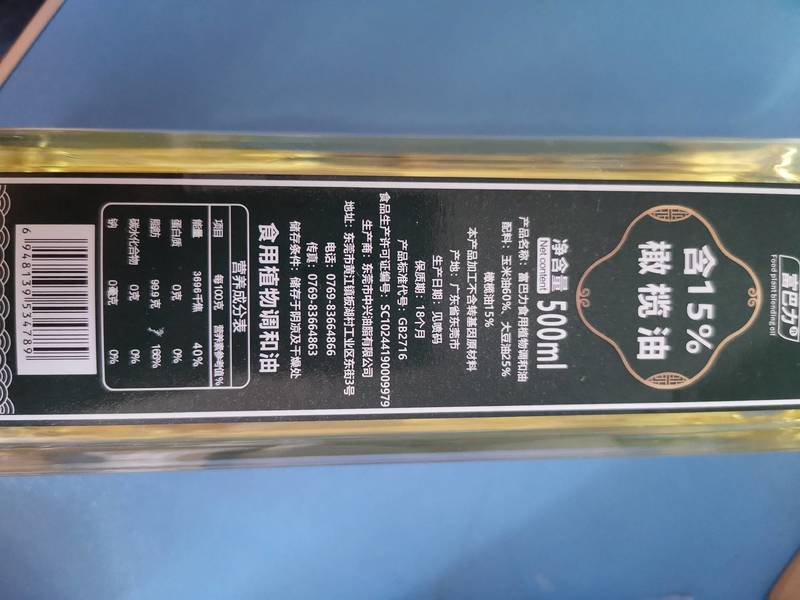 富巴力
Food plant blending oil
含15%
橄榄油
净含量
Net content
500ml
产品名称：富巴力食用植物调和油
配料：玉米油60%、大豆油25%
橄榄油15%
本产品加工不含转基因原材料
产地：广东省东莞市
生产日期：见喷码
保质期：18个月
产品标准代号：GB2716
食品生产许可证编号：SC10244190009979
生产商：东莞市中兴油脂有限公司
地址：东莞市黄江镇板湖村工业区东街3号
电话：0769-83664866
传真：0769-83664863
储存条件：储存于阴凉及干燥处
食用植物调和油
营养成分表
项目 每100克 营养素参考值%
能量 3996千焦 40%
蛋白质 0克 0%
脂肪 99.9克 166%
碳水化合物 0克 0%
钠 0毫克 0%
6948139534789